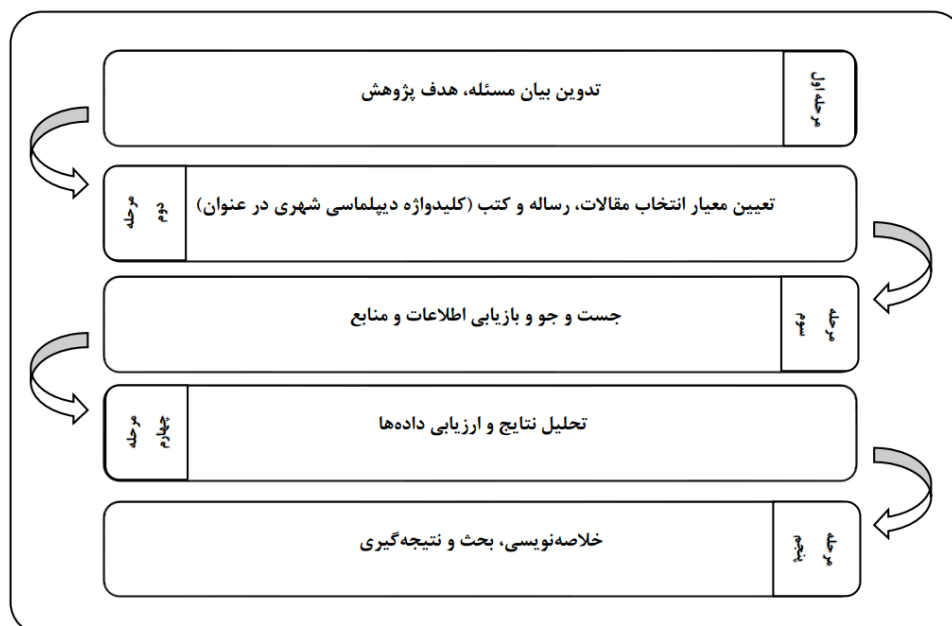 مرحله اول
تدوین بیان مسئله، هدف پژوهش
مرحله
دوم
تعیین معیار انتخاب مقالات، رساله و کتب (کلیدواژه دیپلماسی شهری در عنوان)
مرحله
سوم
جست و جو و بازیابی اطلاعات و منابع
مرحله
چهارم
تحلیل نتایج و ارزیابی داده‌ها
مرحله
پنجم
خلاصه‌نویسی، بحث و نتیجه‌گیری